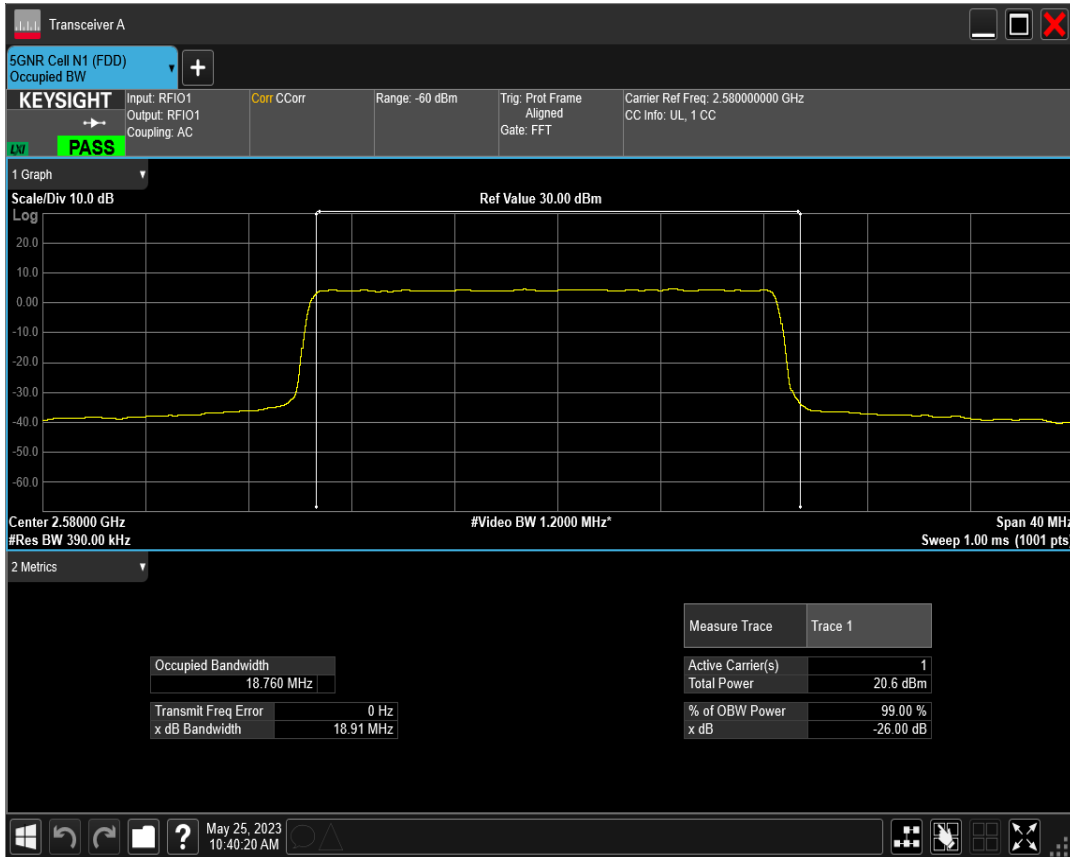 Transceiver A
5GNR Cell N1 (FDD)
Occupied BW
+
KEYSIGHT
LXI
PASS
Input: RFIO1
Output: RFIO1
Coupling: AC
Corr CCorr
Range: -60 dBm
Trig: Prot Frame
Aligned
Gate: FFT
Carrier Ref Freq: 2.580000000 GHz
CC Info: UL, 1 CC
1 Graph
Scale/Div 10.0 dB
Ref Value 30.00 dBm
Log
20.0
10.0
0.00
-10.0
-20.0
-30.0
-40.0
-50.0
-60.0
Center 2.58000 GHz
#Video BW 1.2000 MHz*
Span 40 MHz
#Res BW 390.00 kHz
Sweep 1.00 ms (1001 pts)
2 Metrics
Measure Trace Trace 1
Occupied Bandwidth
18.760 MHz
Active Carrier(s) 1
Total Power 20.6 dBm
Transmit Freq Error 0 Hz
x dB Bandwidth 18.91 MHz
% of OBW Power 99.00 %
x dB -26.00 dB
?
May 25, 2023
10:40:20 AM